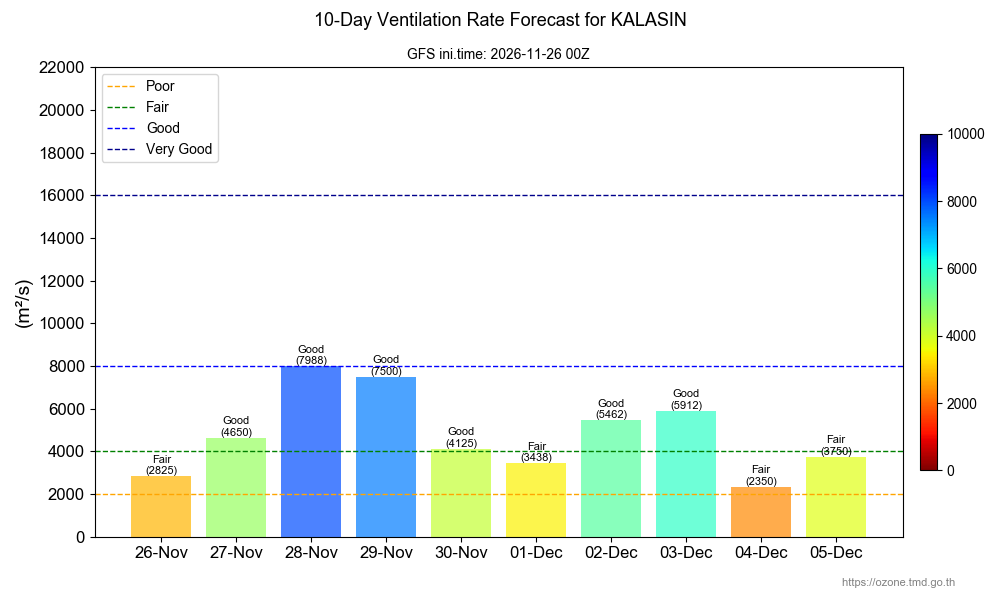 10-Day Ventilation Rate Forecast for KALASIN
GFS ini.time: 2026-11-26 00Z
Poor
Fair
Good
Very Good
(m²/s)
22000
20000
18000
16000
14000
12000
10000
8000
6000
4000
2000
0
Fair
(2825)
Good
(4650)
Good
(7988)
Good
(7500)
Good
(4125)
Fair
(3438)
Good
(5462)
Good
(5912)
Fair
(2350)
Fair
(3750)
26-Nov
27-Nov
28-Nov
29-Nov
30-Nov
01-Dec
02-Dec
03-Dec
04-Dec
05-Dec
10000
8000
6000
4000
2000
0
https://ozone.tmd.go.th